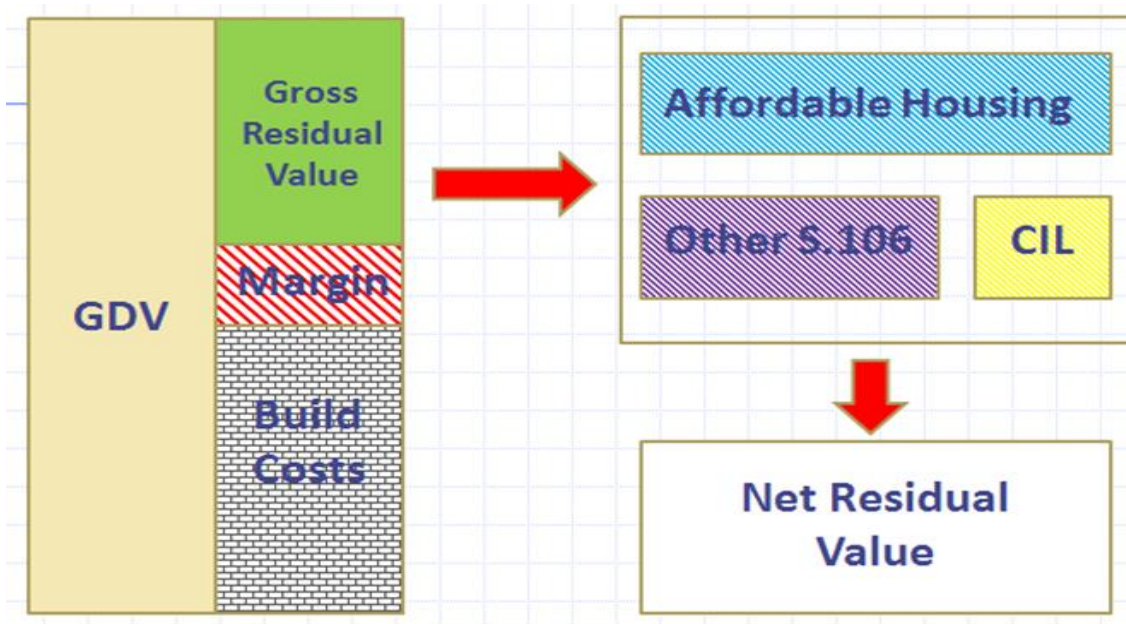 GDV
Gross
Residual
Value
Margin
Build
Costs
Affordable Housing
Other S.106
CIL
Net Residual
Value